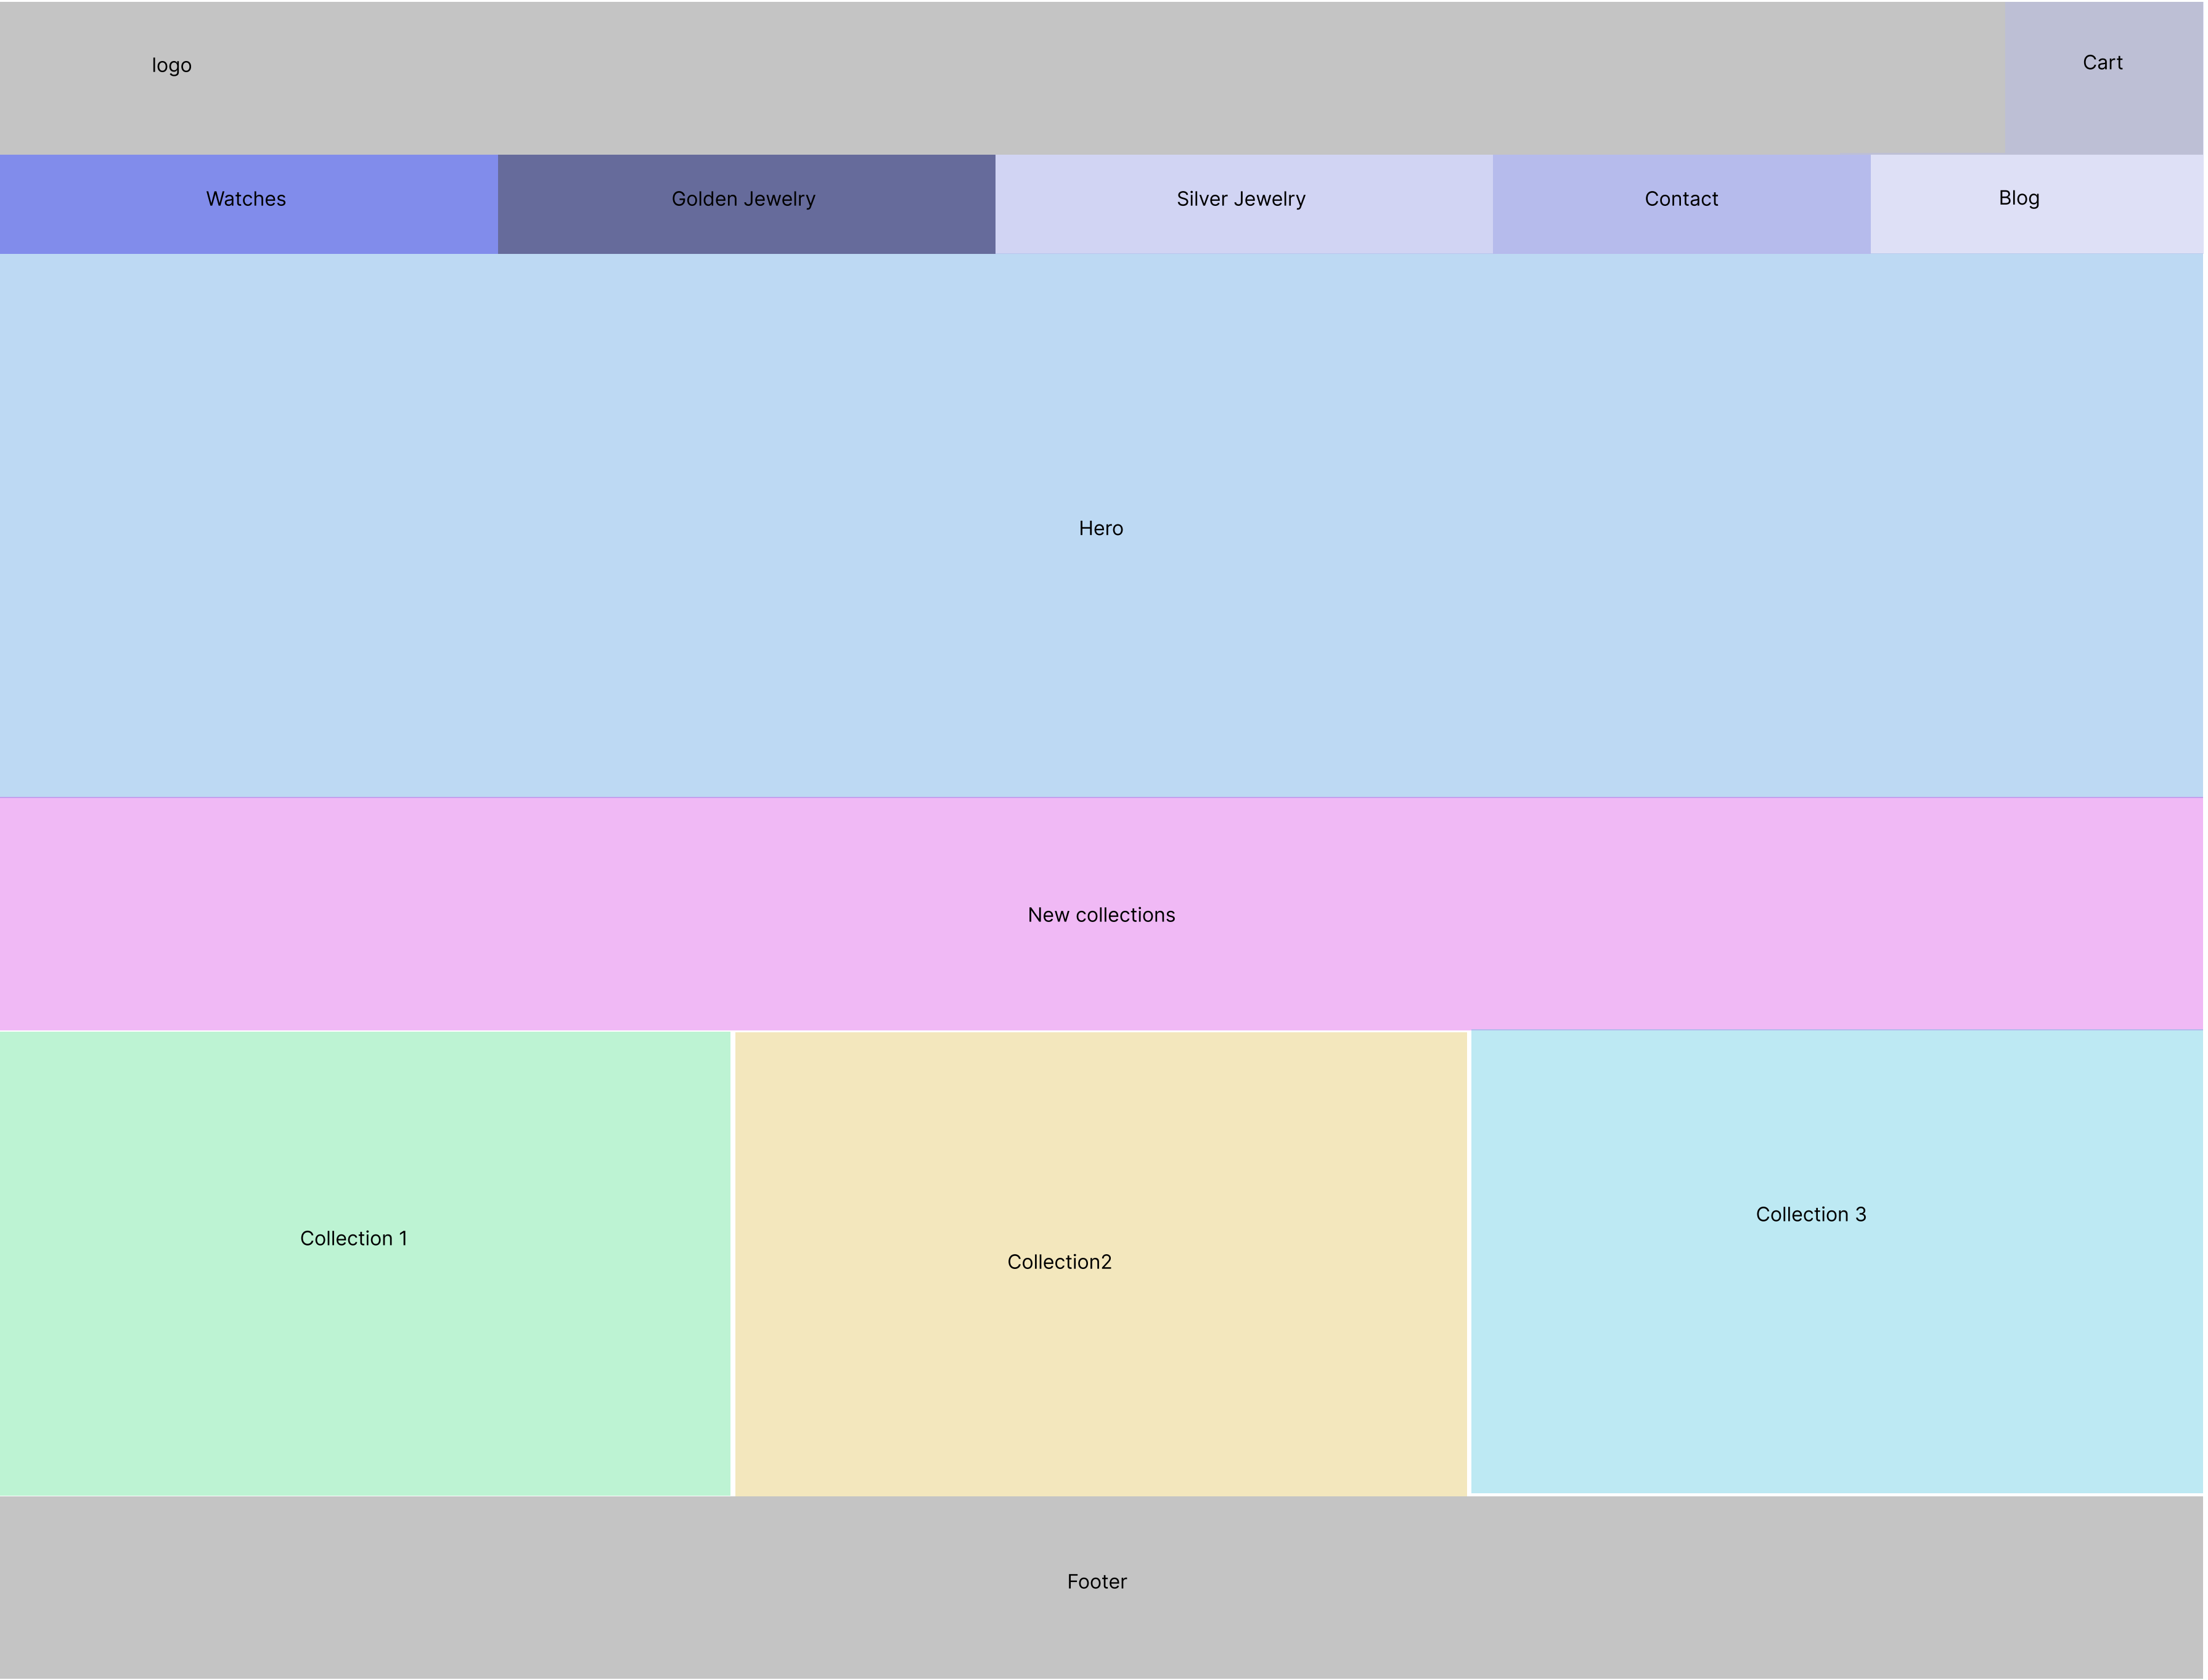 logo
Cart
Watches
Golden Jewelry
Silver Jewelry
Contact
Blog
Hero
New collections
Collection 1
Collection2
Collection 3
Footer